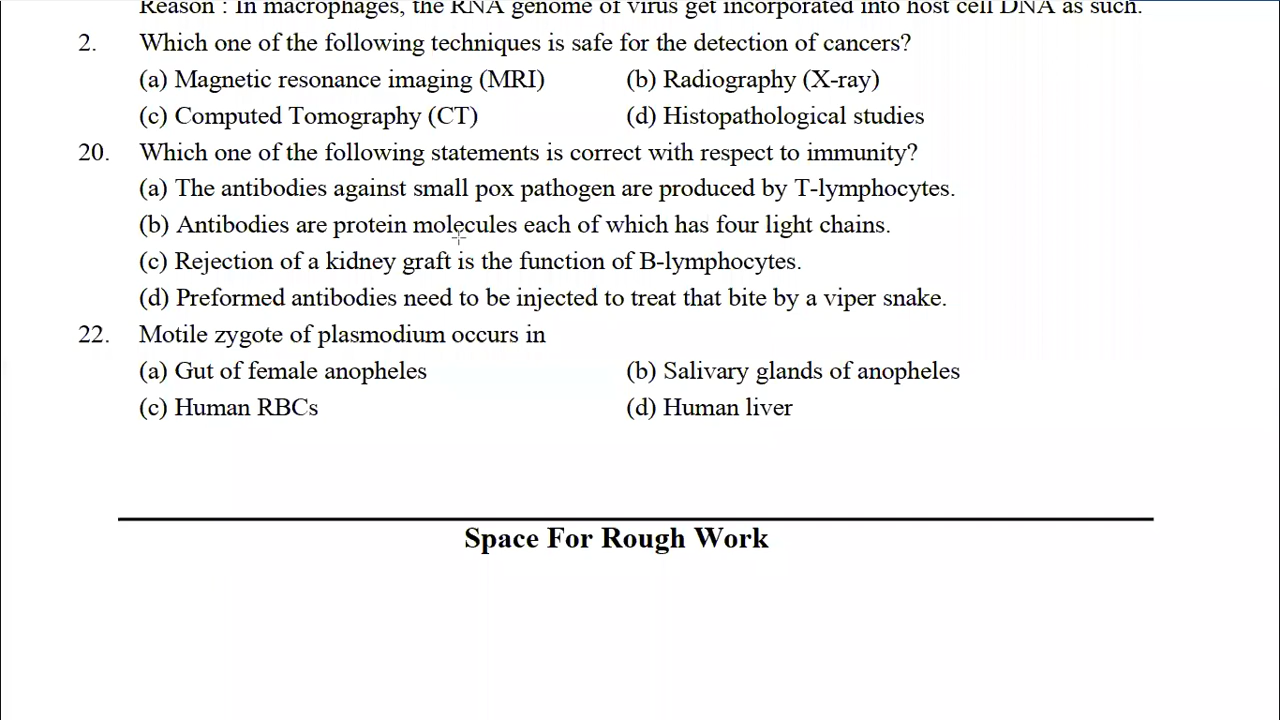 Reason : In macrophages, the RNA genome of virus get incorporated into host cell DNA as such.
2. Which one of the following techniques is safe for the detection of cancers?
(a) Magnetic resonance imaging (MRI) (b) Radiography (X-ray)
(c) Computed Tomography (CT) (d) Histopathological studies
20. Which one of the following statements is correct with respect to immunity?
(a) The antibodies against small pox pathogen are produced by T-lymphocytes.
(b) Antibodies are protein molecules each of which has four light chains.
(c) Rejection of a kidney graft is the function of B-lymphocytes.
(d) Preformed antibodies need to be injected to treat that bite by a viper snake.
22. Motile zygote of plasmodium occurs in
(a) Gut of female anopheles (b) Salivary glands of anopheles
(c) Human RBCs (d) Human liver
Space For Rough Work